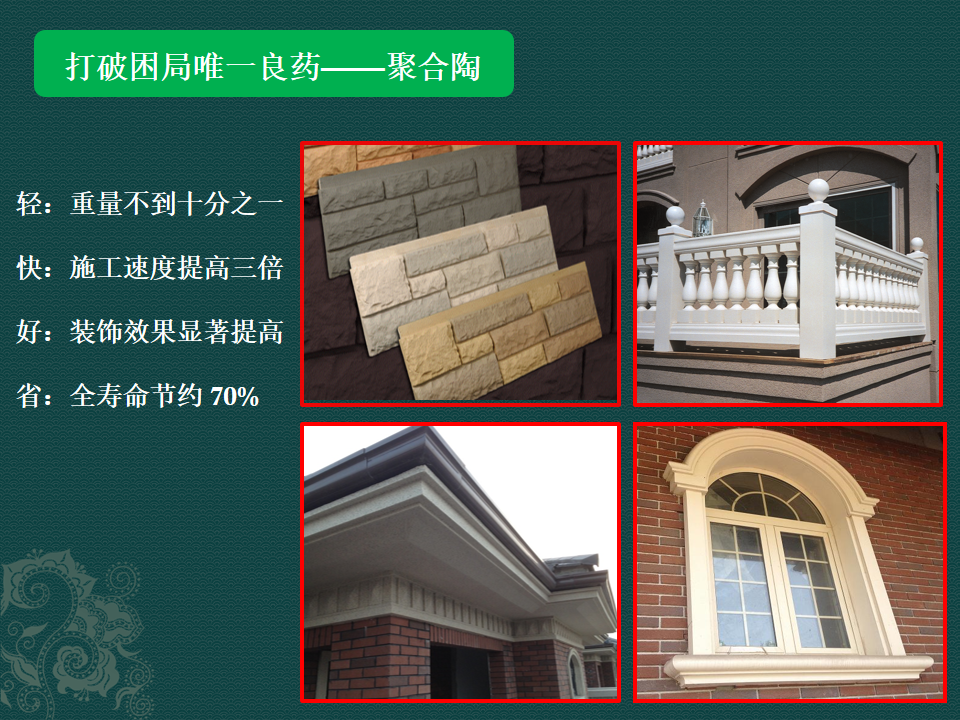 打破困局唯一良药——聚合陶
轻：重量不到十分之一
快：施工速度提高三倍
好：装饰效果显著提高
省：全寿命节约 70%